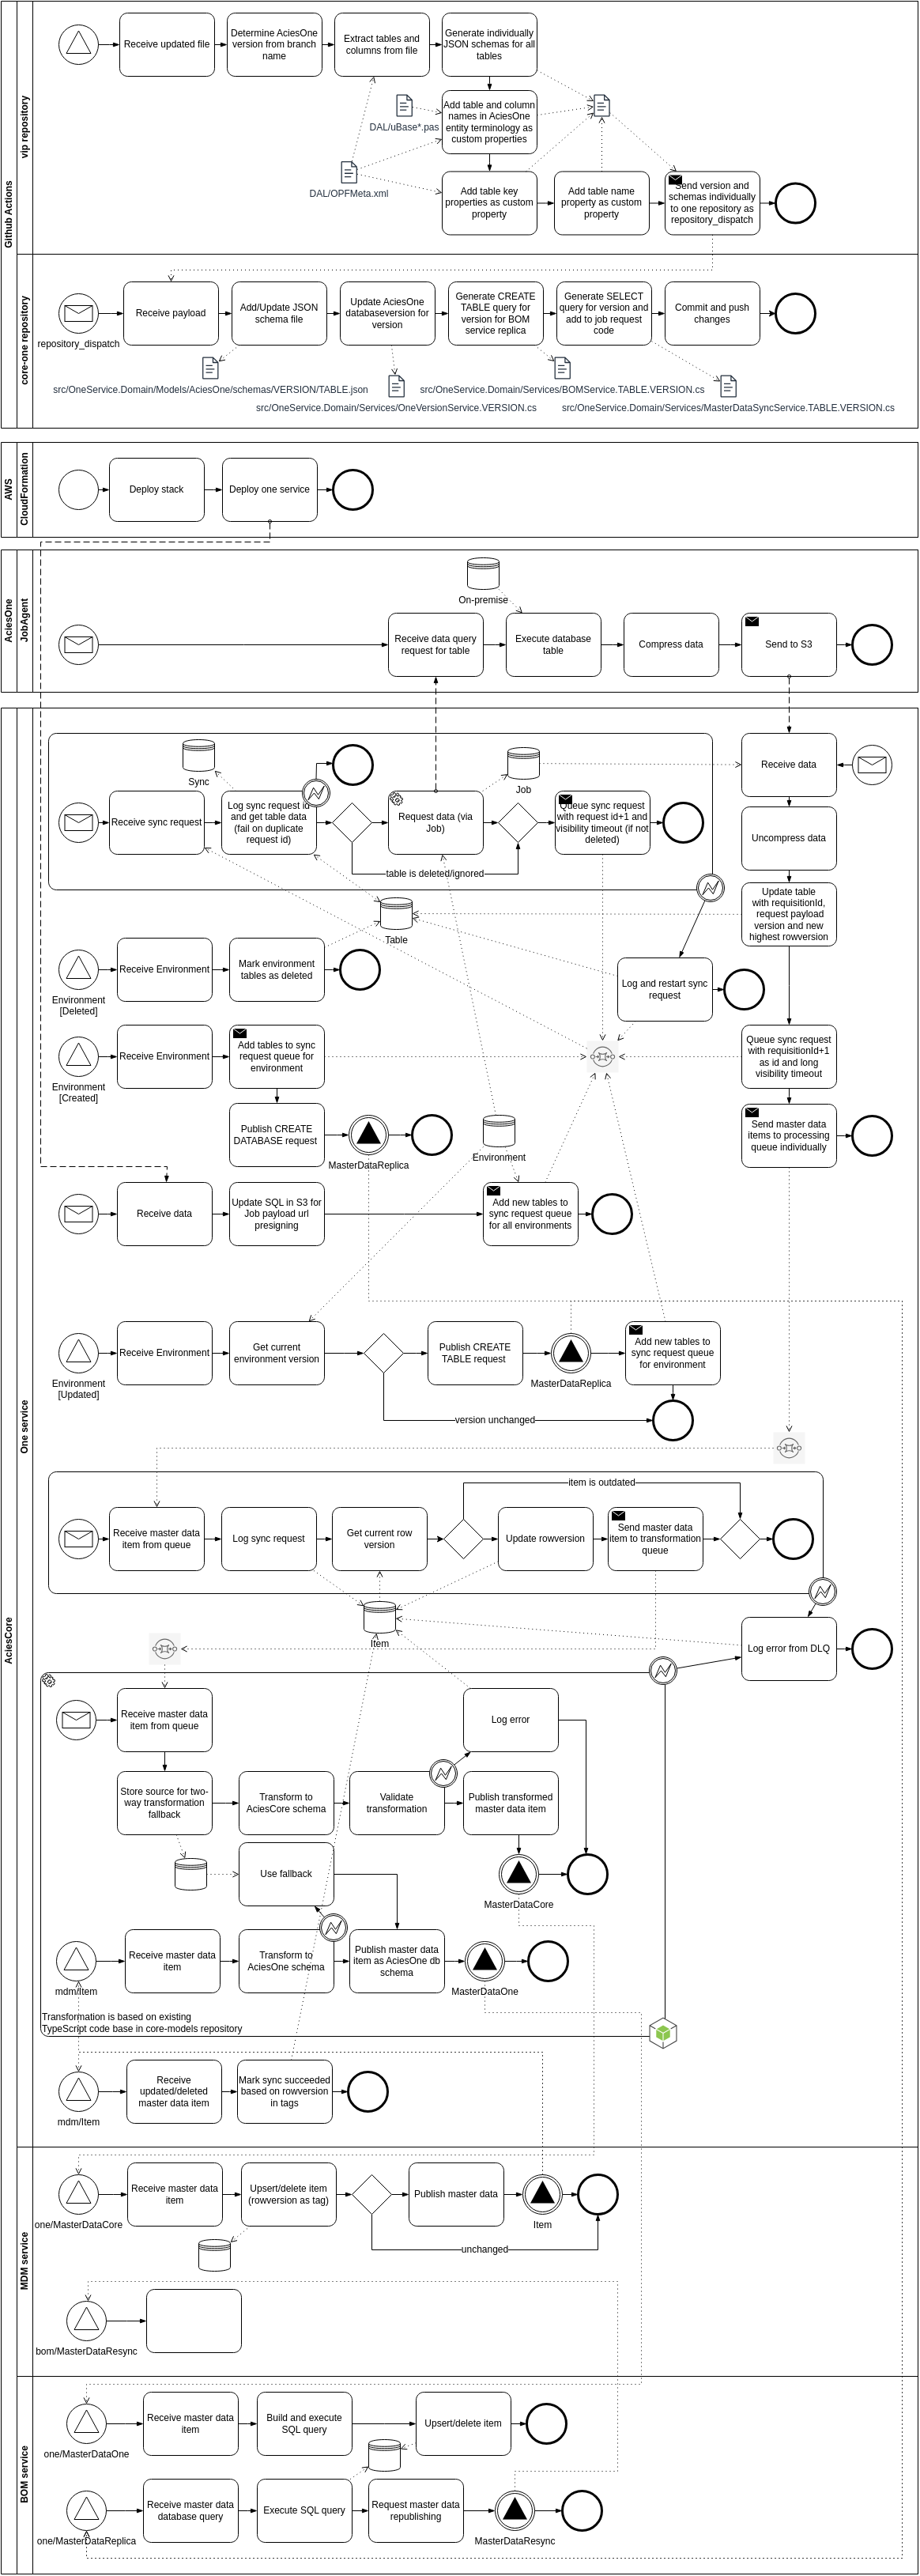 Github Actions
vip repository
Receive updated file
Determine AciesOne
version from branch
name
Extract tables and
columns from file
Generate individually
JSON schemas for all
tables
DAL/uBase*.pas
Add table and column
names in AciesOne
entity terminology as
custom properties
DAL/OPFMeta.xml
Add table key
properties as custom
property
Add table name
property as custom
property
Send version and
schemas individually
to one repository as
repository_dispatch
core-one repository
repository_dispatch
Receive payload
Add/Update JSON
schema file
Update AciesOne
databaseversion for
version
Generate CREATE
TABLE query for
version for BOM
service replica
Generate SELECT
query for version and
add to job request
code
Commit and push
changes
src/OneService.Domain/Models/AciesOne/schemas/VERSION/TABLE.json
src/OneService.Domain/Services/BOMService.TABLE.VERSION.cs
src/OneService.Domain/Services/OneVersionService.VERSION.cs
src/OneService.Domain/Services/MasterDataSyncService.TABLE.VERSION.cs
AWS
CloudFormation
Deploy stack
Deploy one service
AciesOne
JobAgent
On-premise
Receive data query
request for table
Execute database
table
Compress data
Send to S3
AciesCore
One service
Sync
Job
Receive data
Receive sync request
Log sync request id
and get table data
(fail on duplicate
request id)
Request data (via
Job)
Queue sync request
with request id+1 and
visibility timeout (if not
deleted)
table is deleted/ignored
Uncompress data
Update table
with requisitionId,
request payload
version and new
highest rowversion
Table
Environment
[Deleted]
Receive Environment
Mark environment
tables as deleted
Log and restart sync
request
Environment
[Created]
Receive Environment
Add tables to sync
request queue for
environment
Queue sync request
with requisitionId+1
as id and long
visibility timeout
Publish CREATE
DATABASE request
MasterDataReplica
Environment
Send master data
items to processing
queue individually
Receive data
Update SQL in S3 for
Job payload url
presigning
Add new tables to
sync request queue
for all environments
Environment
[Updated]
Receive Environment
Get current
environment version
Publish CREATE
TABLE request
MasterDataReplica
Add new tables to
sync request queue
for environment
version unchanged
item is outdated
Receive master data
item from queue
Log sync request
Get current row
version
Update rowversion
Send master data
item to transformation
queue
Item
Log error from DLQ
Receive master data
item from queue
Log error
Store source for two-
way transformation
fallback
Transform to
AciesCore schema
Validate
transformation
Publish transformed
master data item
Use fallback
MasterDataCore
mdm/Item
Receive master data
item
Transform to
AciesOne schema
Publish master data
item as AciesOne db
schema
MasterDataOne
Transformation is based on existing
TypeScript code base in core-models repository
mdm/Item
Receive
updated/deleted
master data item
Mark sync succeeded
based on rowversion
in tags
MDM service
one/MasterDataCore
Receive master data
item
Upsert/delete item
(rowversion as tag)
Publish master data
Item
unchanged
bom/MasterDataResync
BOM service
one/MasterDataOne
Receive master data
item
Build and execute
SQL query
Upsert/delete item
one/MasterDataReplica
Receive master data
database query
Execute SQL query
Request master data
republishing
MasterDataResync